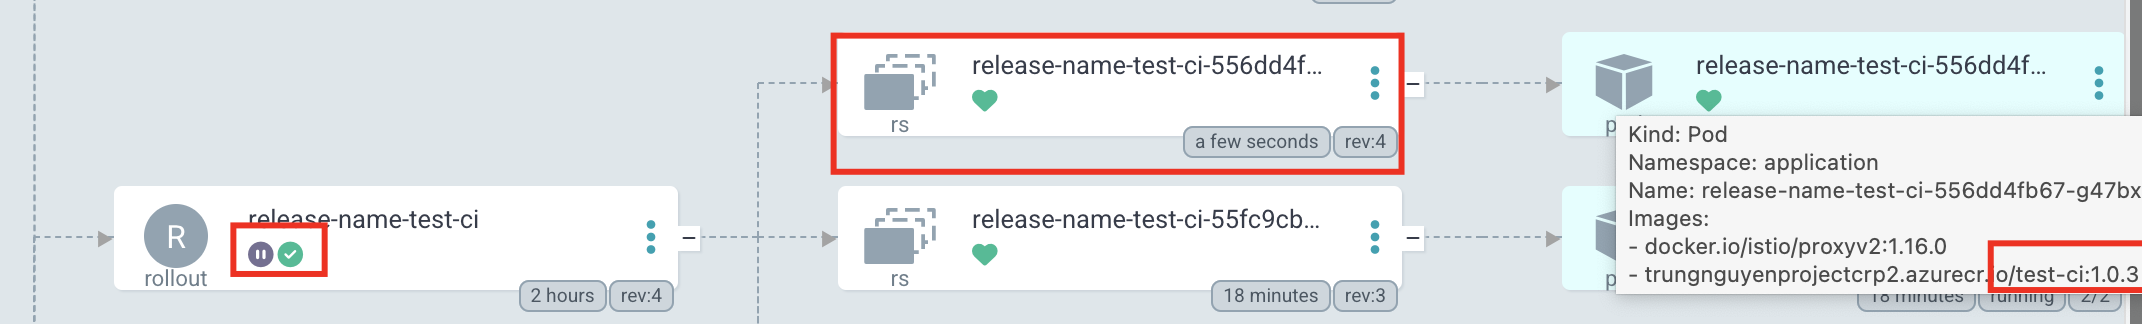 release-name-test-ci-556dd4f...
rs
a few seconds
rev:4
release-name-test-ci-556dd4f...
p
Kind: Pod
Namespace: application
Name: release-name-test-ci-556dd4fb67-g47bx
Images:
- docker.io/istio/proxyv2:1.16.0
- trungnguyenprojectcrp2.azurecr.io/test-ci:1.0.3
R
rollout
release-name-test-ci
2 hours
rev:4
release-name-test-ci-55fc9cb...
rs
18 minutes
rev:3
p
18 minutes
running
2/2